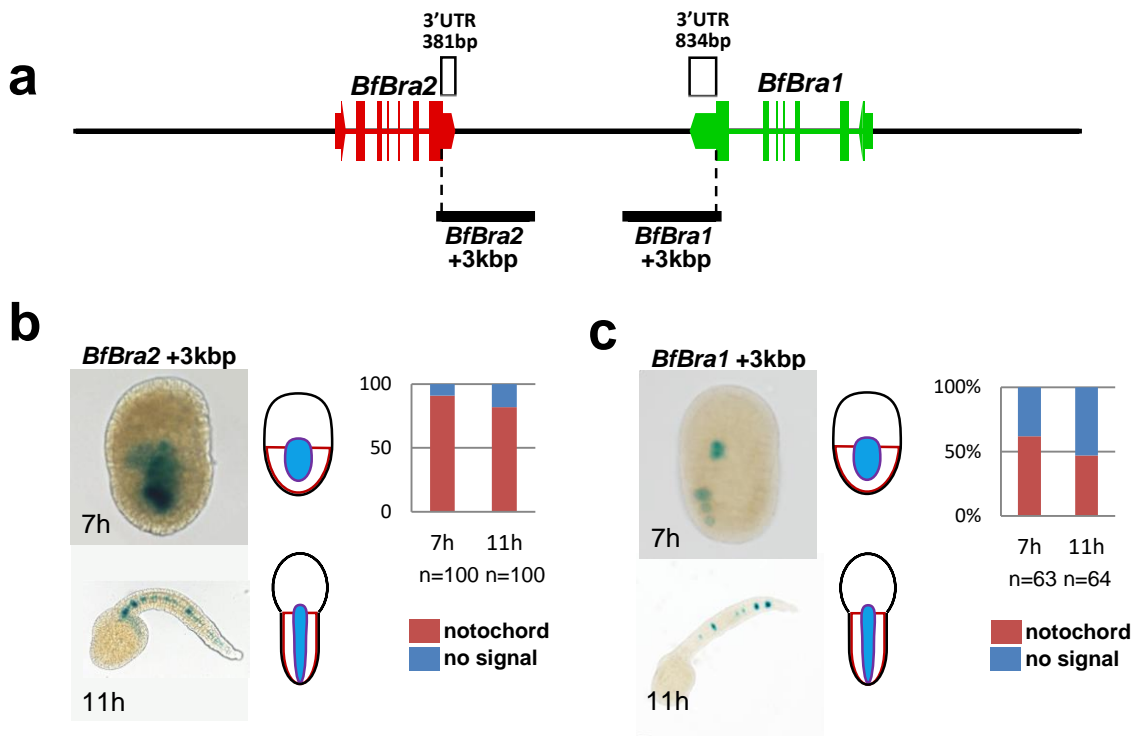 a
3’UTR
381bp
3’UTR
834bp
BfBra2
BfBra1
BfBra2
+3kbp
BfBra1
+3kbp
b
BfBra2 +3kbp
7h
11h
100
50
0
7h 11h
n=100 n=100
notochord
no signal
c
BfBra1 +3kbp
7h
11h
100%
50%
0%
7h 11h
n=63 n=64
notochord
no signal